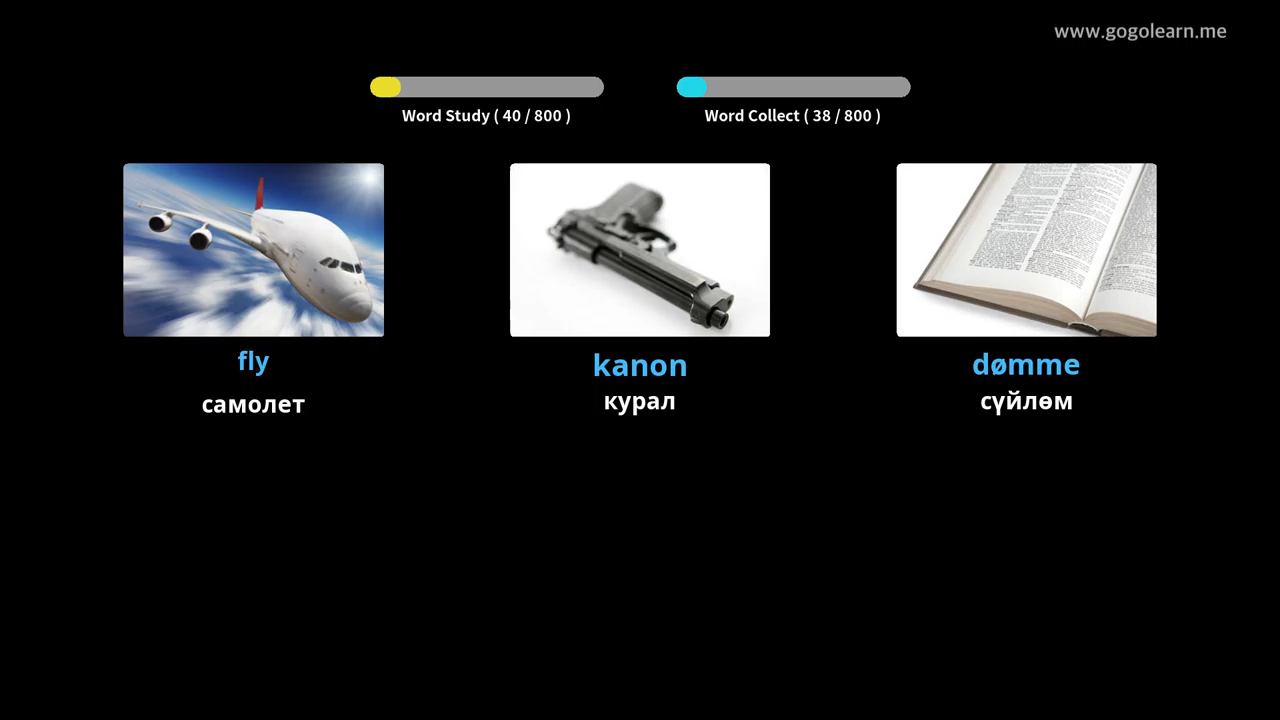 www.gogolearn.me
Word Study ( 40 / 800 )
Word Collect ( 38 / 800 )
fly
самолет
kanon
курал
dømme
сүйлөм